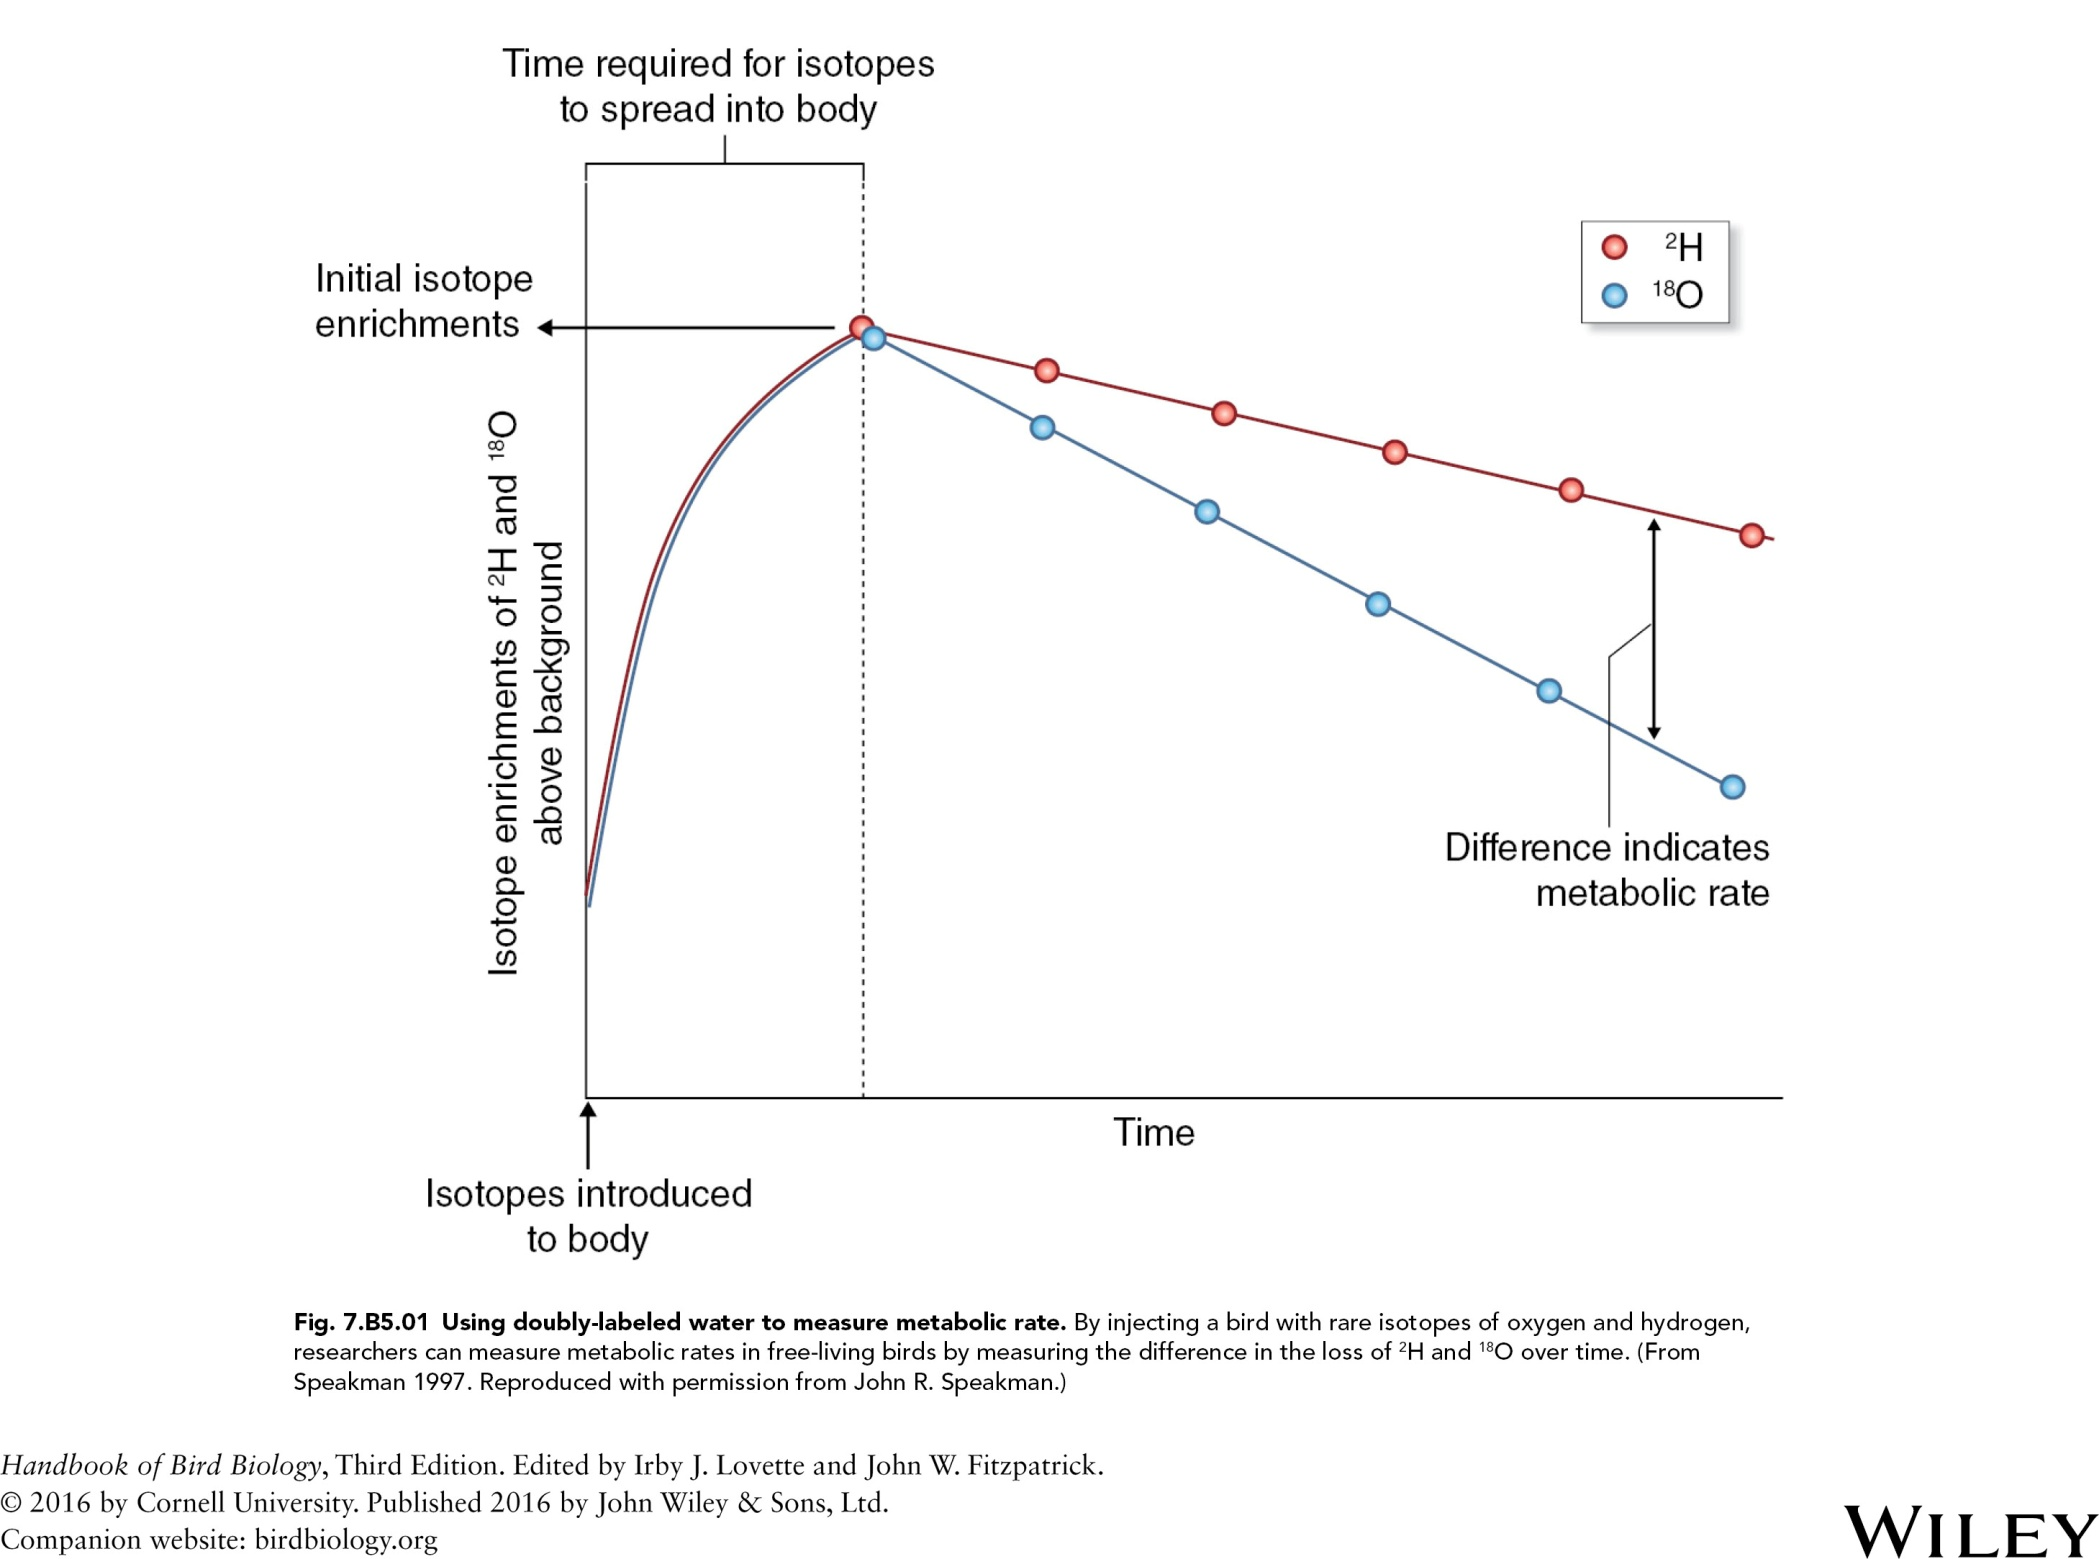 Time required for isotopes
to spread into body
Initial isotope
enrichments
²H
¹⁸O
Isotope enrichments of ²H and ¹⁸O
above background
Difference indicates
metabolic rate
Time
Isotopes introduced
to body
Fig. 7.B5.01 Using doubly-labeled water to measure metabolic rate. By injecting a bird with rare isotopes of oxygen and hydrogen,
researchers can measure metabolic rates in free-living birds by measuring the difference in the loss of ²H and ¹⁸O over time. (From
Speakman 1997. Reproduced with permission from John R. Speakman.)
Handbook of Bird Biology, Third Edition. Edited by Irby J. Lovette and John W. Fitzpatrick.
© 2016 by Cornell University. Published 2016 by John Wiley & Sons, Ltd.
Companion website: birdbiology.org
WILEY